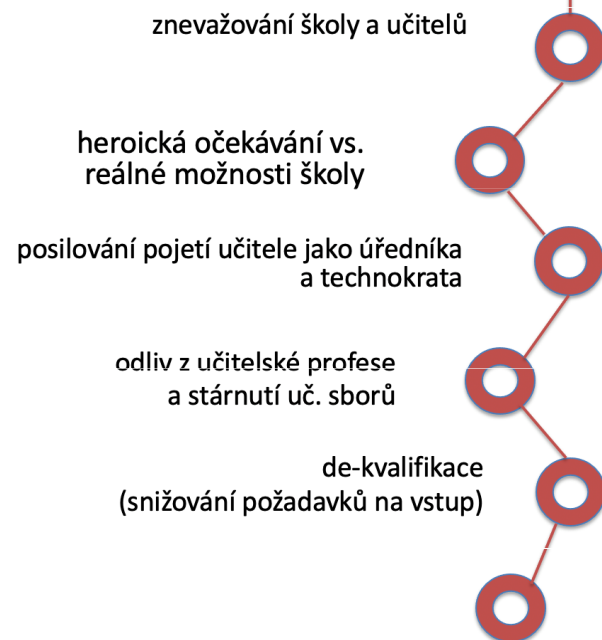 znevažování školy a učitelů
heroická očekávání vs.
reálné možnosti školy
posilování pojetí učitele jako úředníka
a technokrata
odliv z učitelské profese
a stárnutí uč. sborů
de-kvalifikace
(snižování požadavků na vstup)